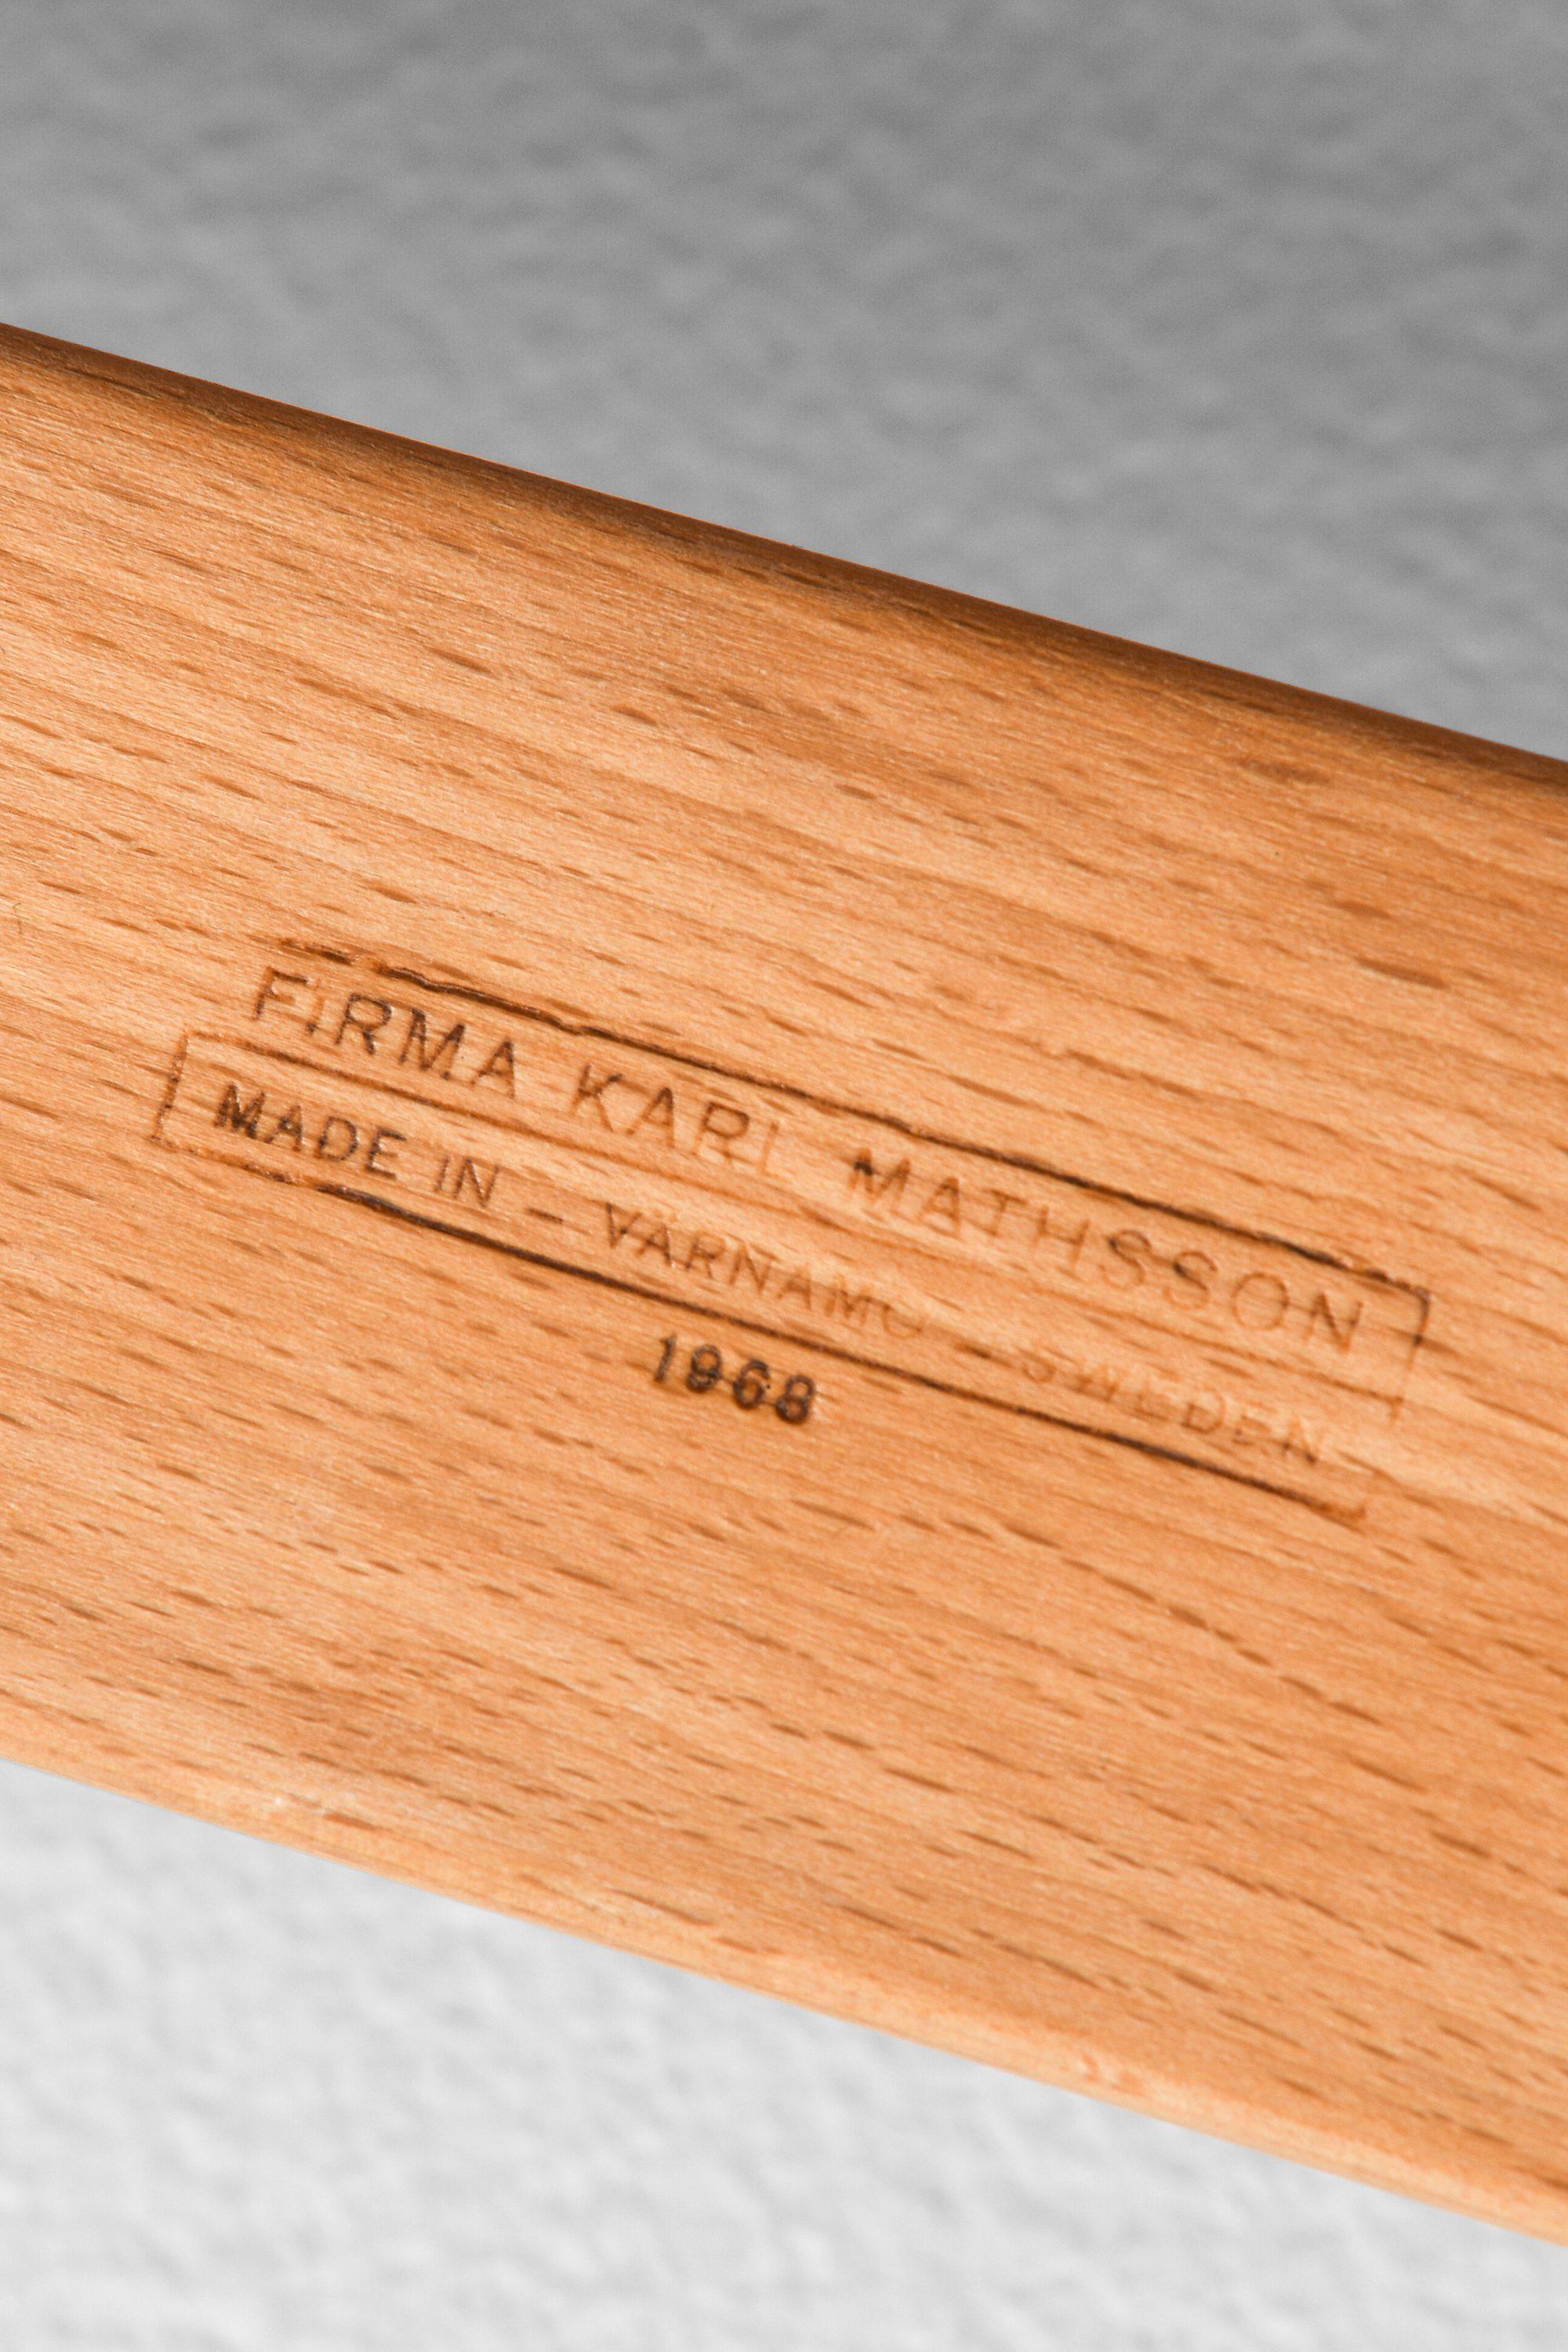 FIRMA KARL MATHSSON
MADE IN - VÄRNAMO - SWEDEN
1968